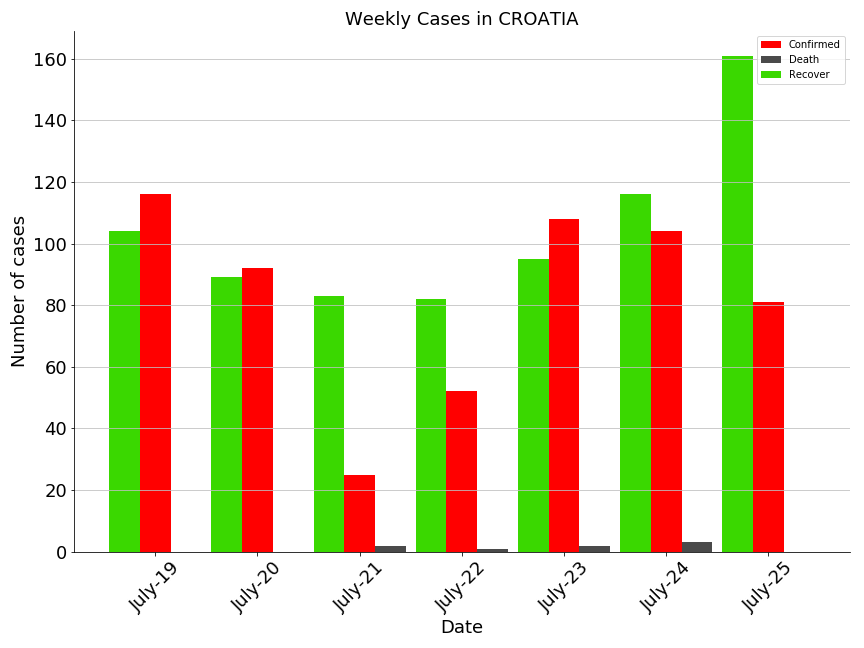 Weekly Cases in CROATIA
Confirmed
Death
Recover
Number of cases
160
140
120
100
80
60
40
20
0
July-19
July-20
July-21
July-22
July-23
July-24
July-25
Date